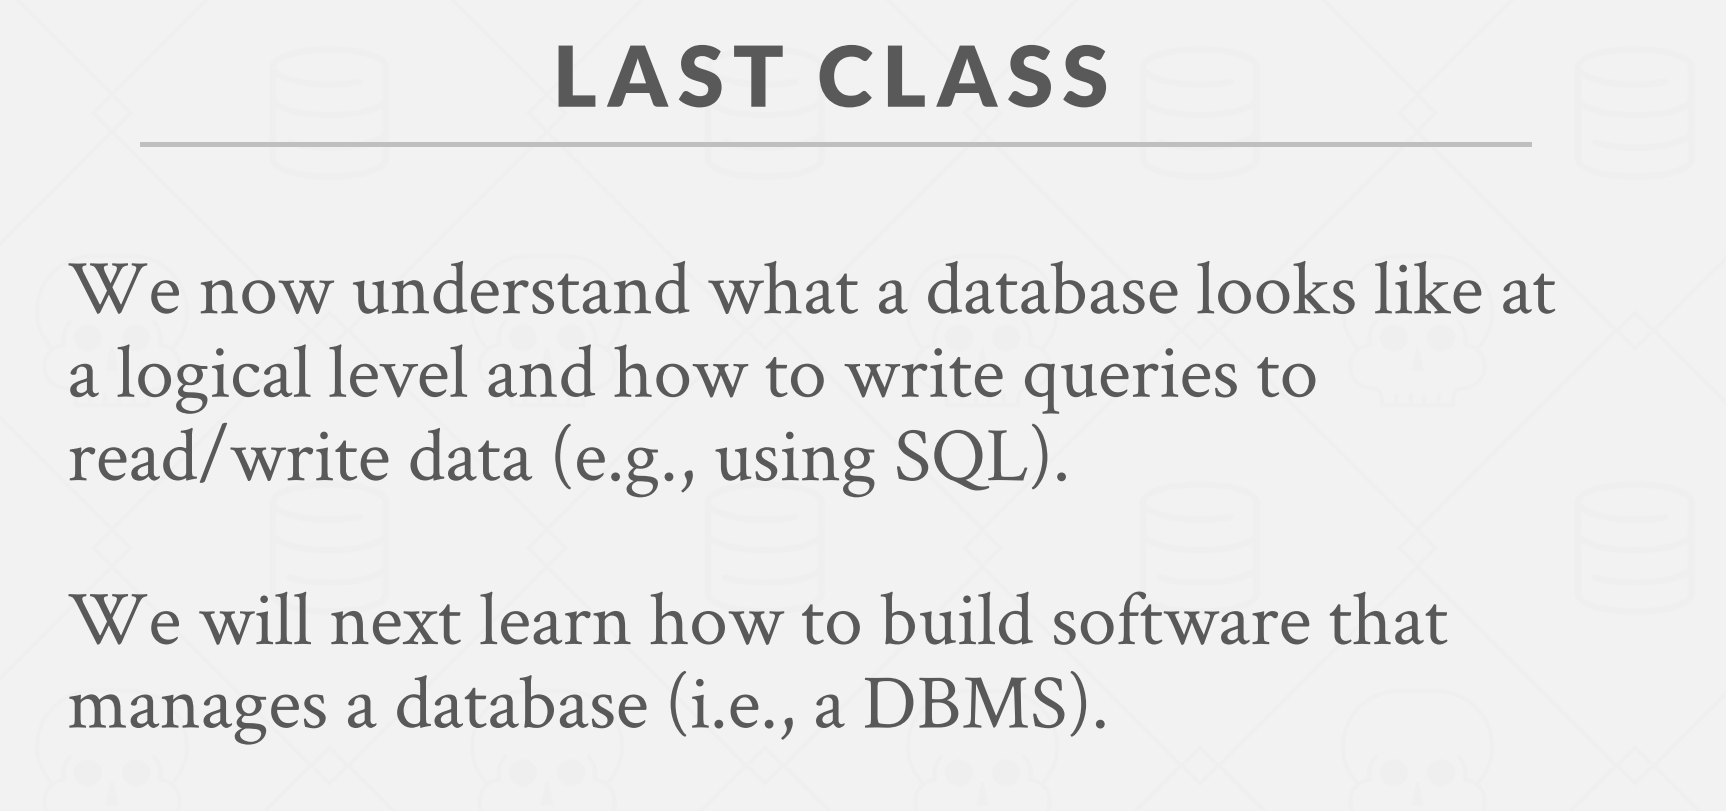 LAST CLASS
We now understand what a database looks like at
a logical level and how to write queries to
read/write data (e.g., using SQL).
We will next learn how to build software that
manages a database (i.e., a DBMS).